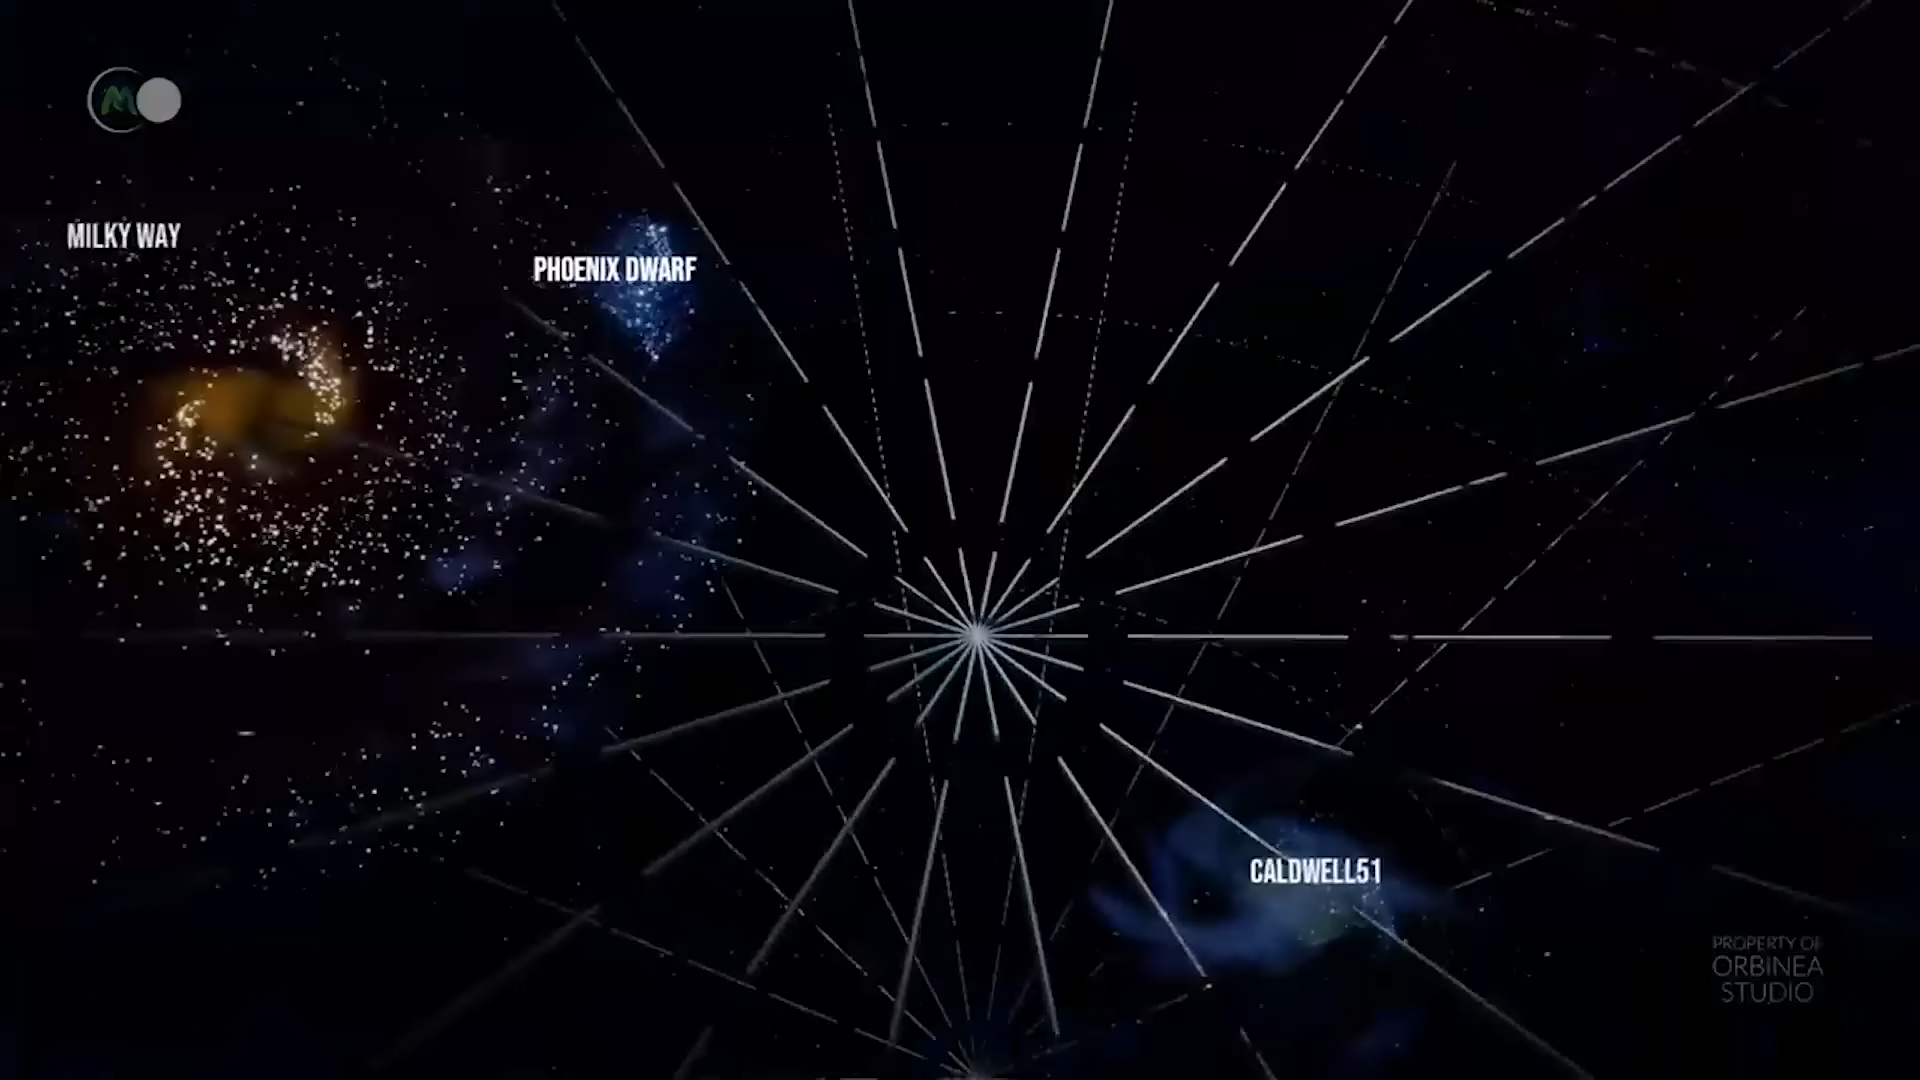 M
MILKY WAY
PHOENIX DWARF
CALDWELL51
PROPERTY OF
ORBINEA
STUDIO